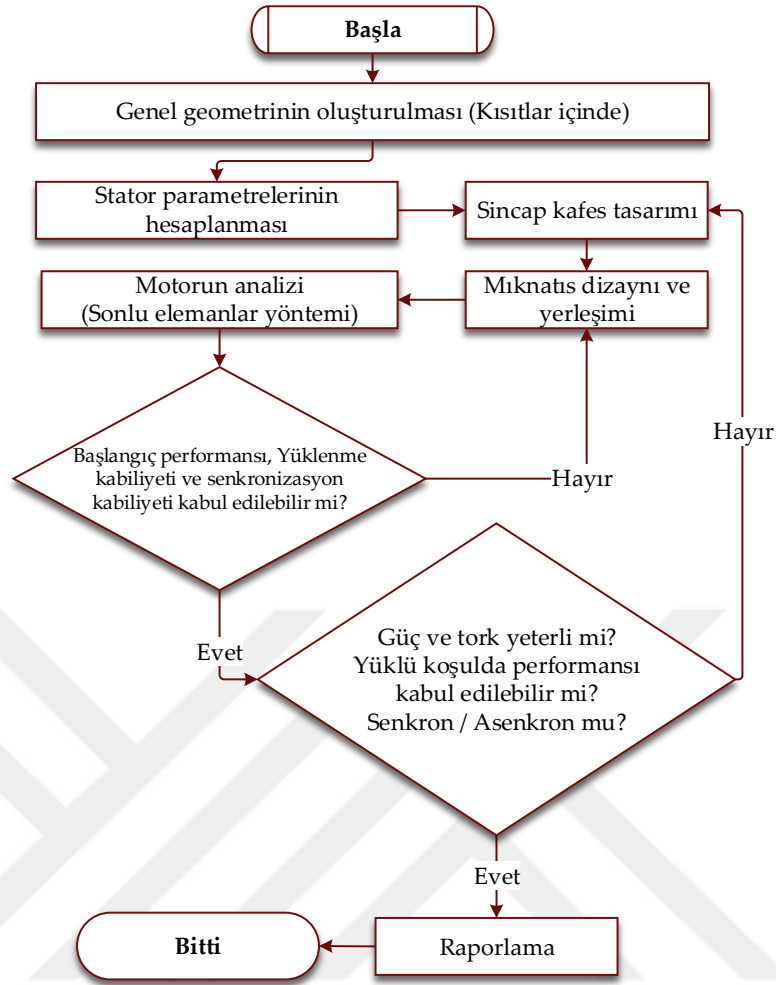 Başla
Genel geometrinin oluşturulması (Kısıtlar içinde)
Stator parametrelerinin
hesaplanması
Sincap kafes tasarımı
Motorun analizi
(Sonlu elemanlar yöntemi)
Mıknatıs dizaynı ve
yerleşimi
Başlangıç performansı, Yüklenme
kabiliyeti ve senkronizasyon
kabiliyeti kabul edilebilir mi?
Hayır
Hayır
Evet
Güç ve tork yeterli mi?
Yüklü koşulda performansı
kabul edilebilir mi?
Senkron / Asenkron mu?
Evet
Raporlama
Bitti